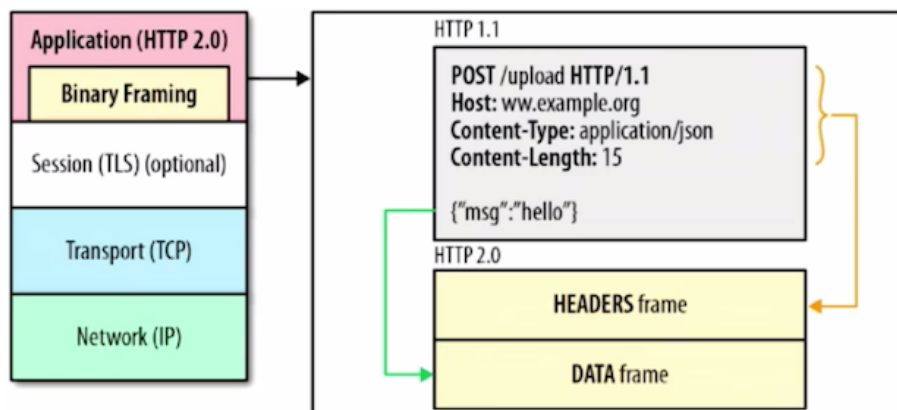 Application (HTTP 2.0)
Binary Framing
Session (TLS) (optional)
Transport (TCP)
Network (IP)
HTTP 1.1
POST /upload HTTP/1.1
Host: ww.example.org
Content-Type: application/json
Content-Length: 15
{"msg":"hello"}
HTTP 2.0
HEADERS frame
DATA frame